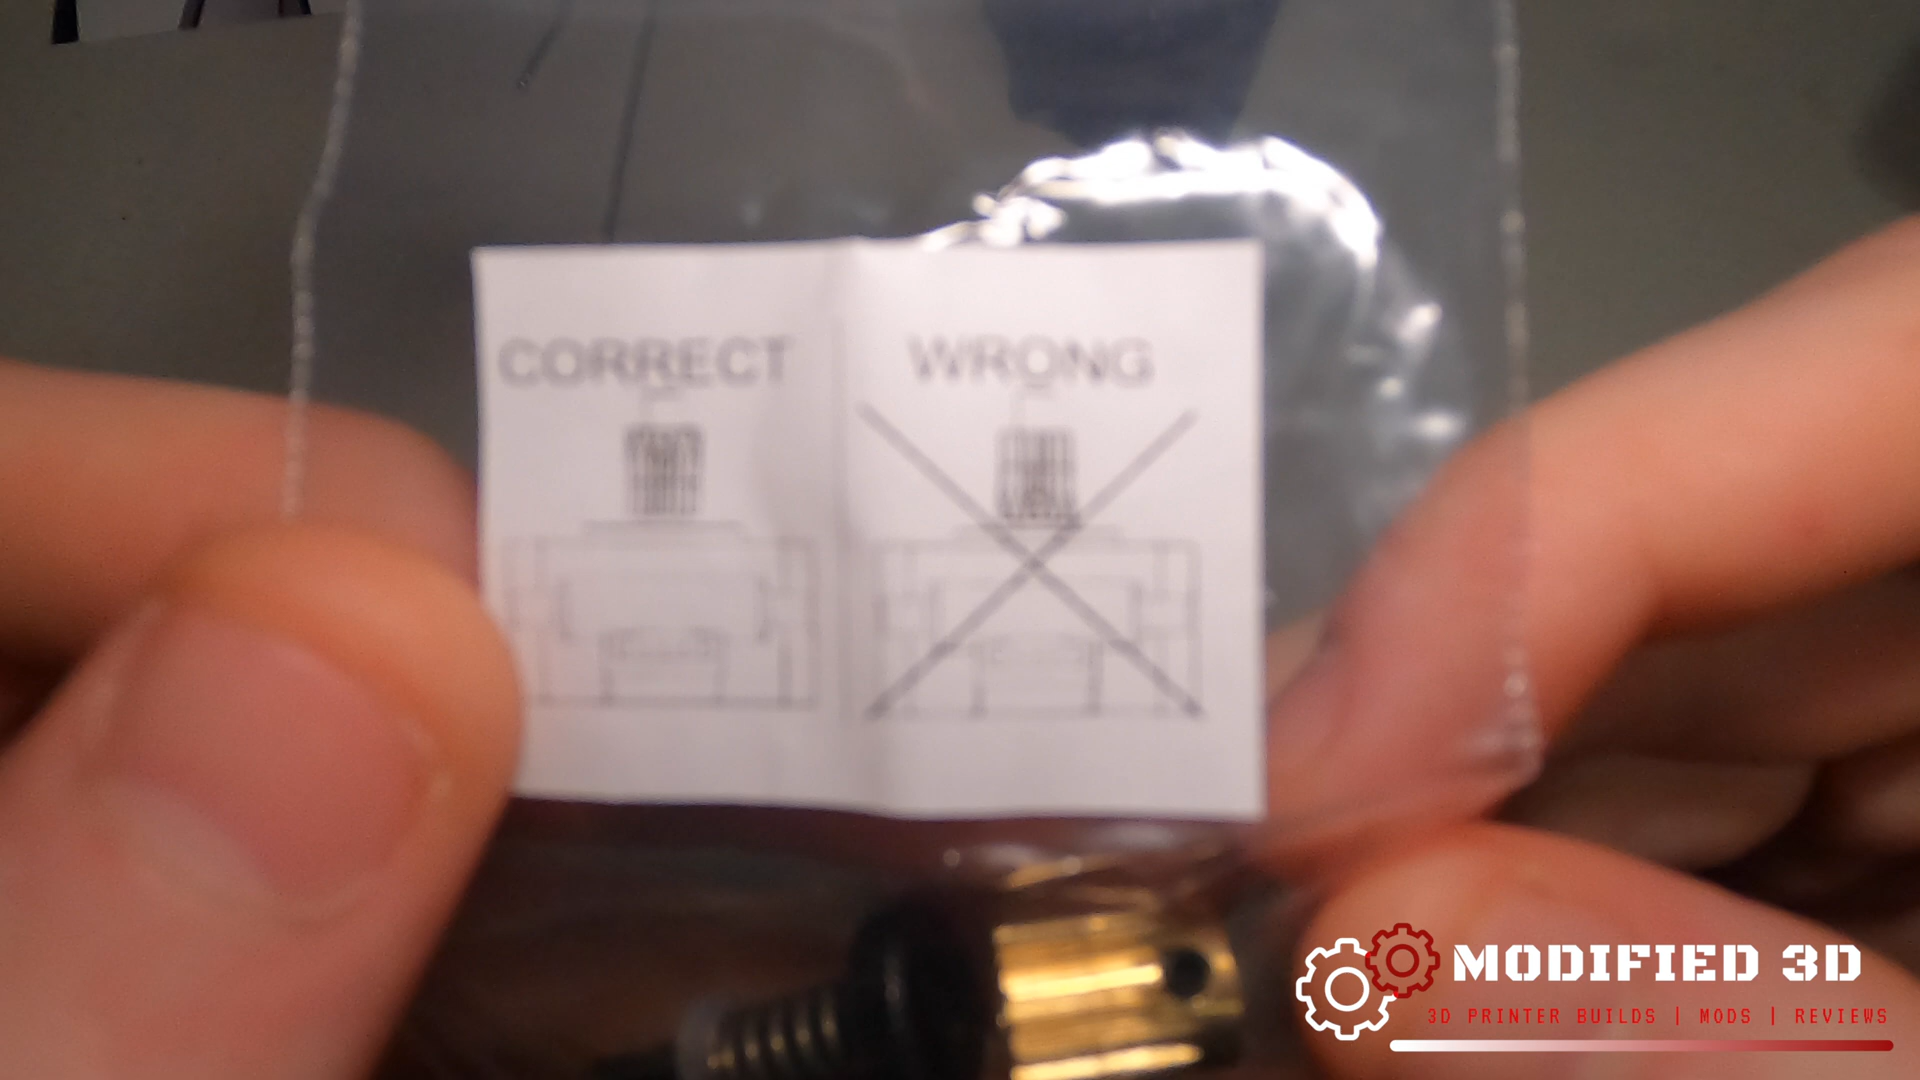 CORRECT
WRONG
MODIFIED 3D
3D PRINTER BUILDS | MODS | REVIEWS